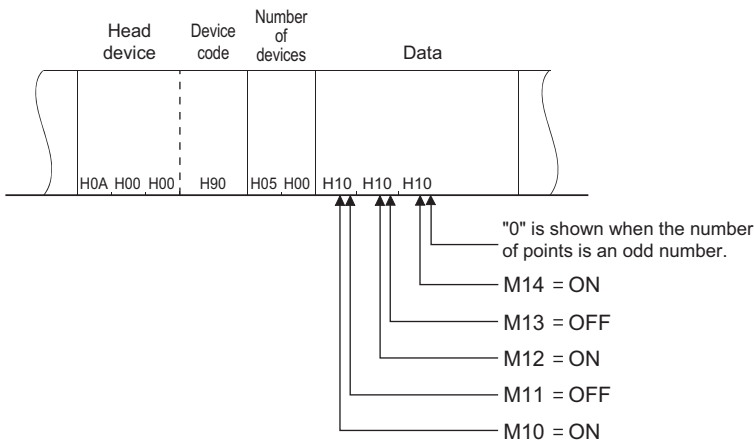 Head
device
Device
code
Number
of
devices
Data
H0A H00 H00 H90 H05 H00 H10 H10 H10
"0" is shown when the number
of points is an odd number.
M14 = ON
M13 = OFF
M12 = ON
M11 = OFF
M10 = ON